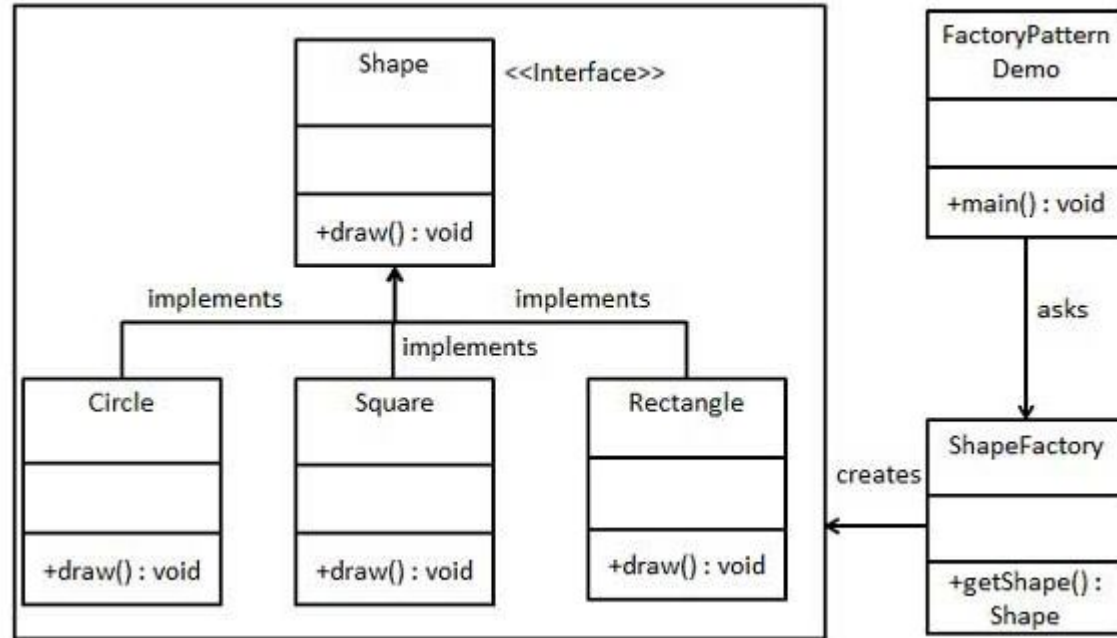 Shape
<<Interface>>
+draw() : void
implements
implements
implements
Circle
+draw() : void
Square
+draw() : void
Rectangle
+draw() : void
FactoryPattern
Demo
+main() : void
asks
ShapeFactory
creates
+getShape() :
Shape